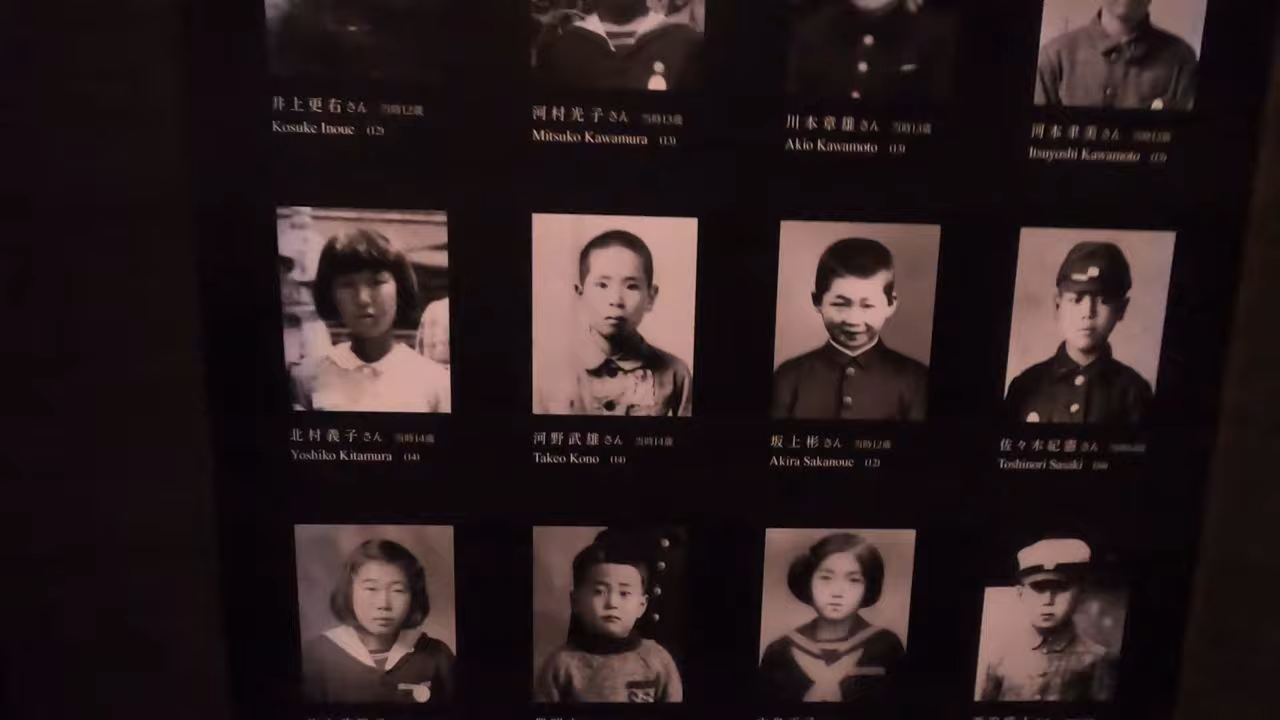 井上更右さん 当時12歳
Kosuke Inoue (12)
河村光子さん 当時13歳
Mitsuko Kawamura (13)
川本章雄さん 当時13歳
Akio Kawamoto (13)
河本
Itsuyoshi Kawamoto
北村義子さん 当時14歳
Yoshiko Kitamura (14)
河野武雄さん 当時14歳
Takeo Kono (14)
坂上彬さん 当時12歳
Akira Sakanoue (12)
佐々木紀憲さん
Toshinori Sasaki